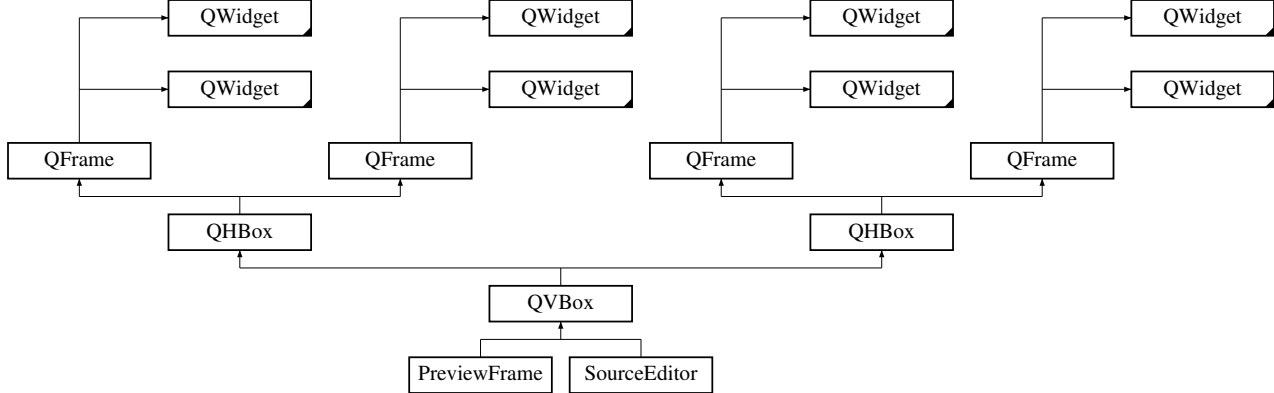 QWidget QWidget QWidget QWidget
QWidget QWidget QWidget QWidget
QFrame QFrame QFrame QFrame
QHBox QHBox
QVBox
PreviewFrame SourceEditor